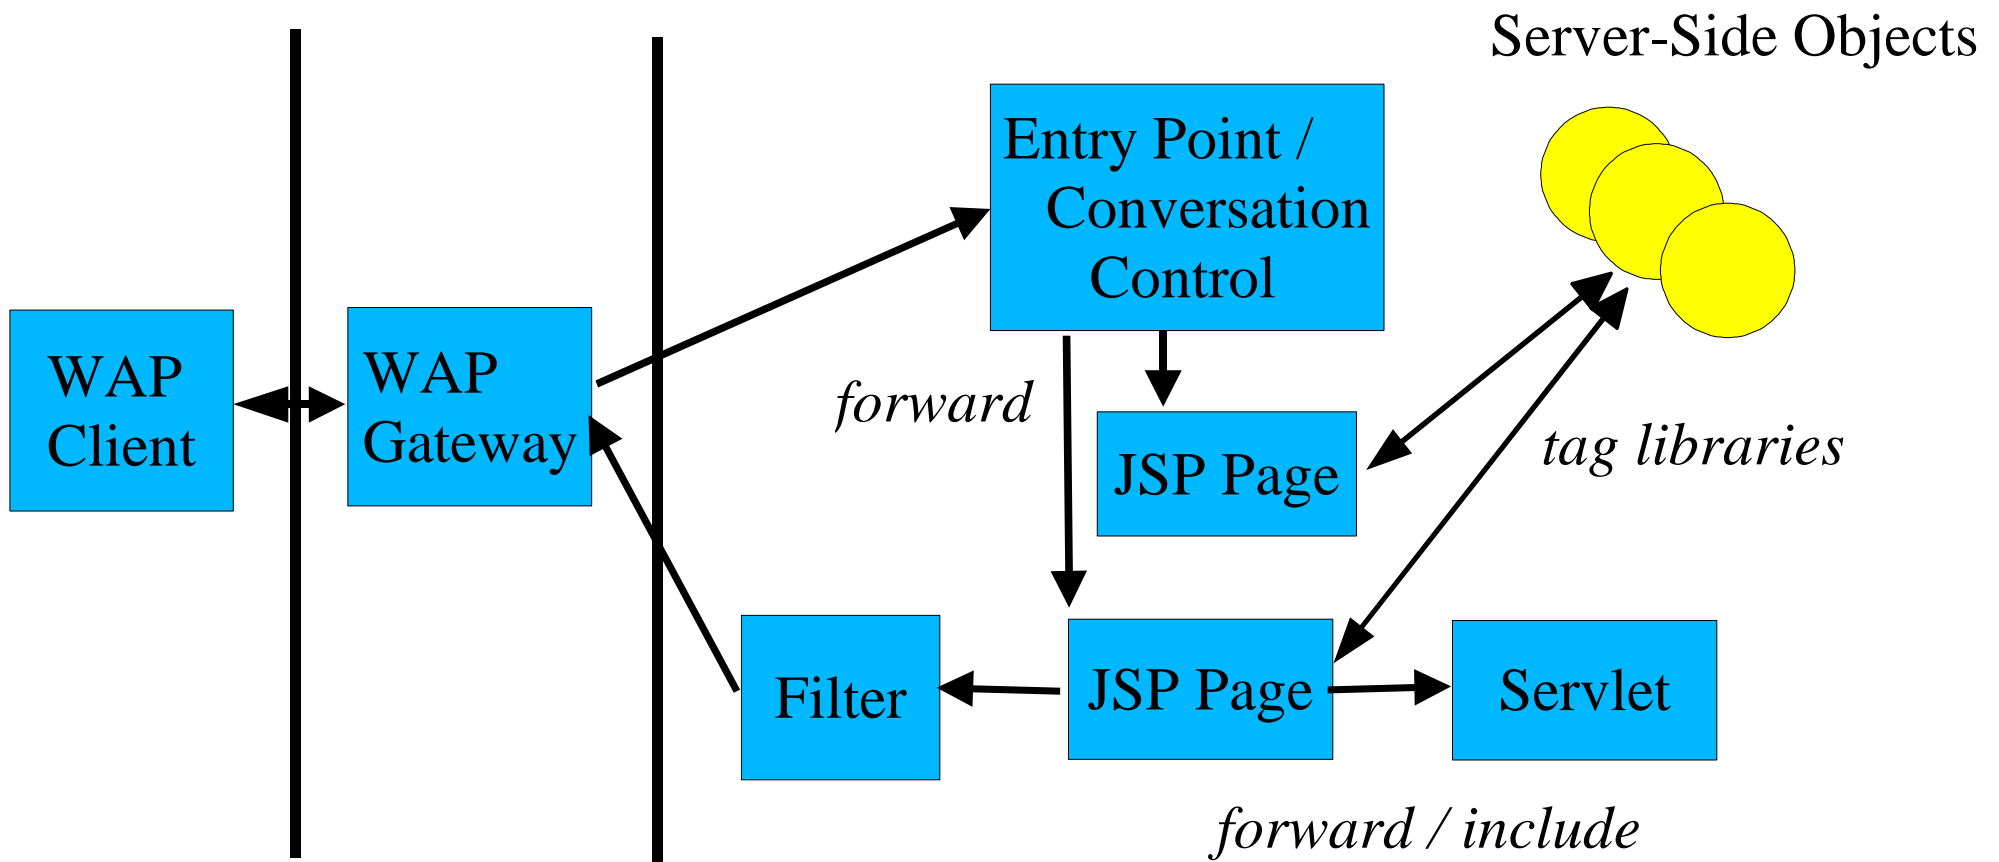 Server-Side Objects
Entry Point /
Conversation
Control
WAP
Client
WAP
Gateway
forward
JSP Page
tag libraries
Filter
JSP Page
Servlet
forward / include